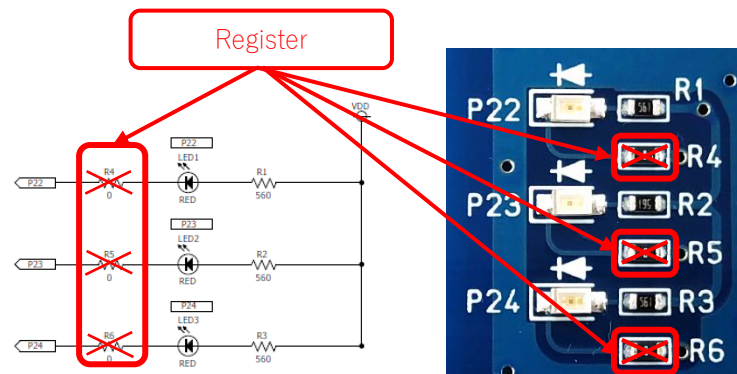 Register
VDD
P22
LED1
R4
R1
P22
0
RED
560
P23
LED2
R5
R2
P23
0
RED
560
P24
LED3
R6
R3
P24
0
RED
560
P22
561
R1
R4
P23
195
R2
R5
P24
561
R3
R6